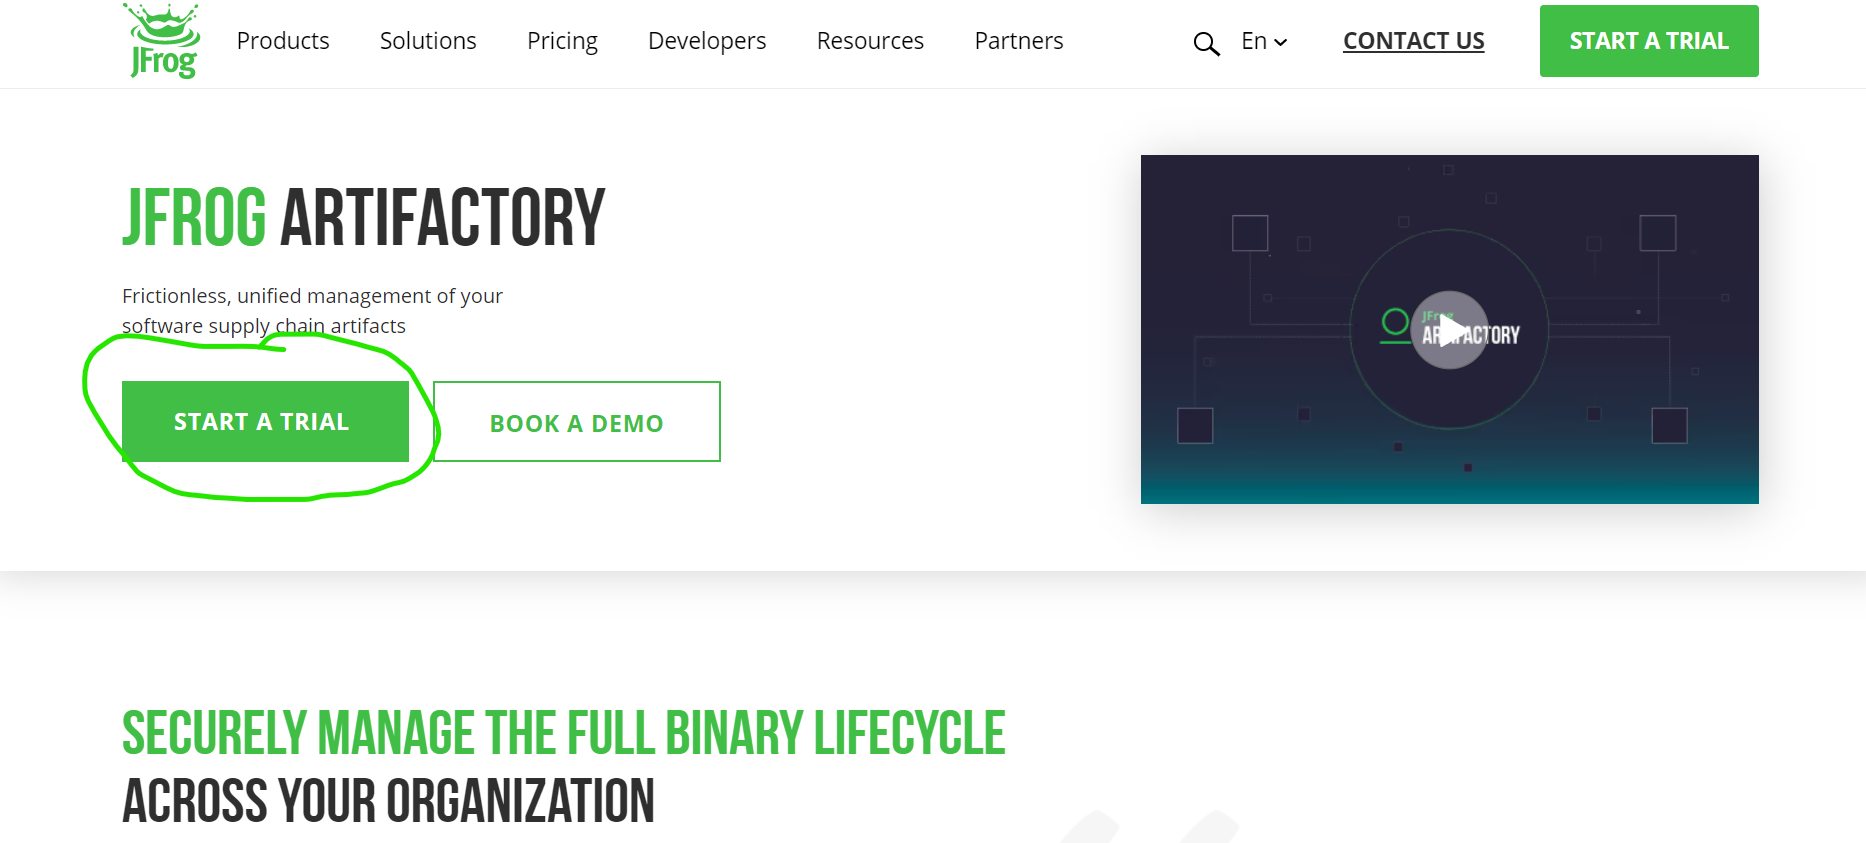 JFrog
Products Solutions Pricing Developers Resources Partners En CONTACT US START A TRIAL
JFROG ARTIFACTORY
Frictionless, unified management of your
software supply chain artifacts
START A TRIAL BOOK A DEMO
JFrog
ARTIFACTORY
SECURELY MANAGE THE FULL BINARY LIFECYCLE
ACROSS YOUR ORGANIZATION